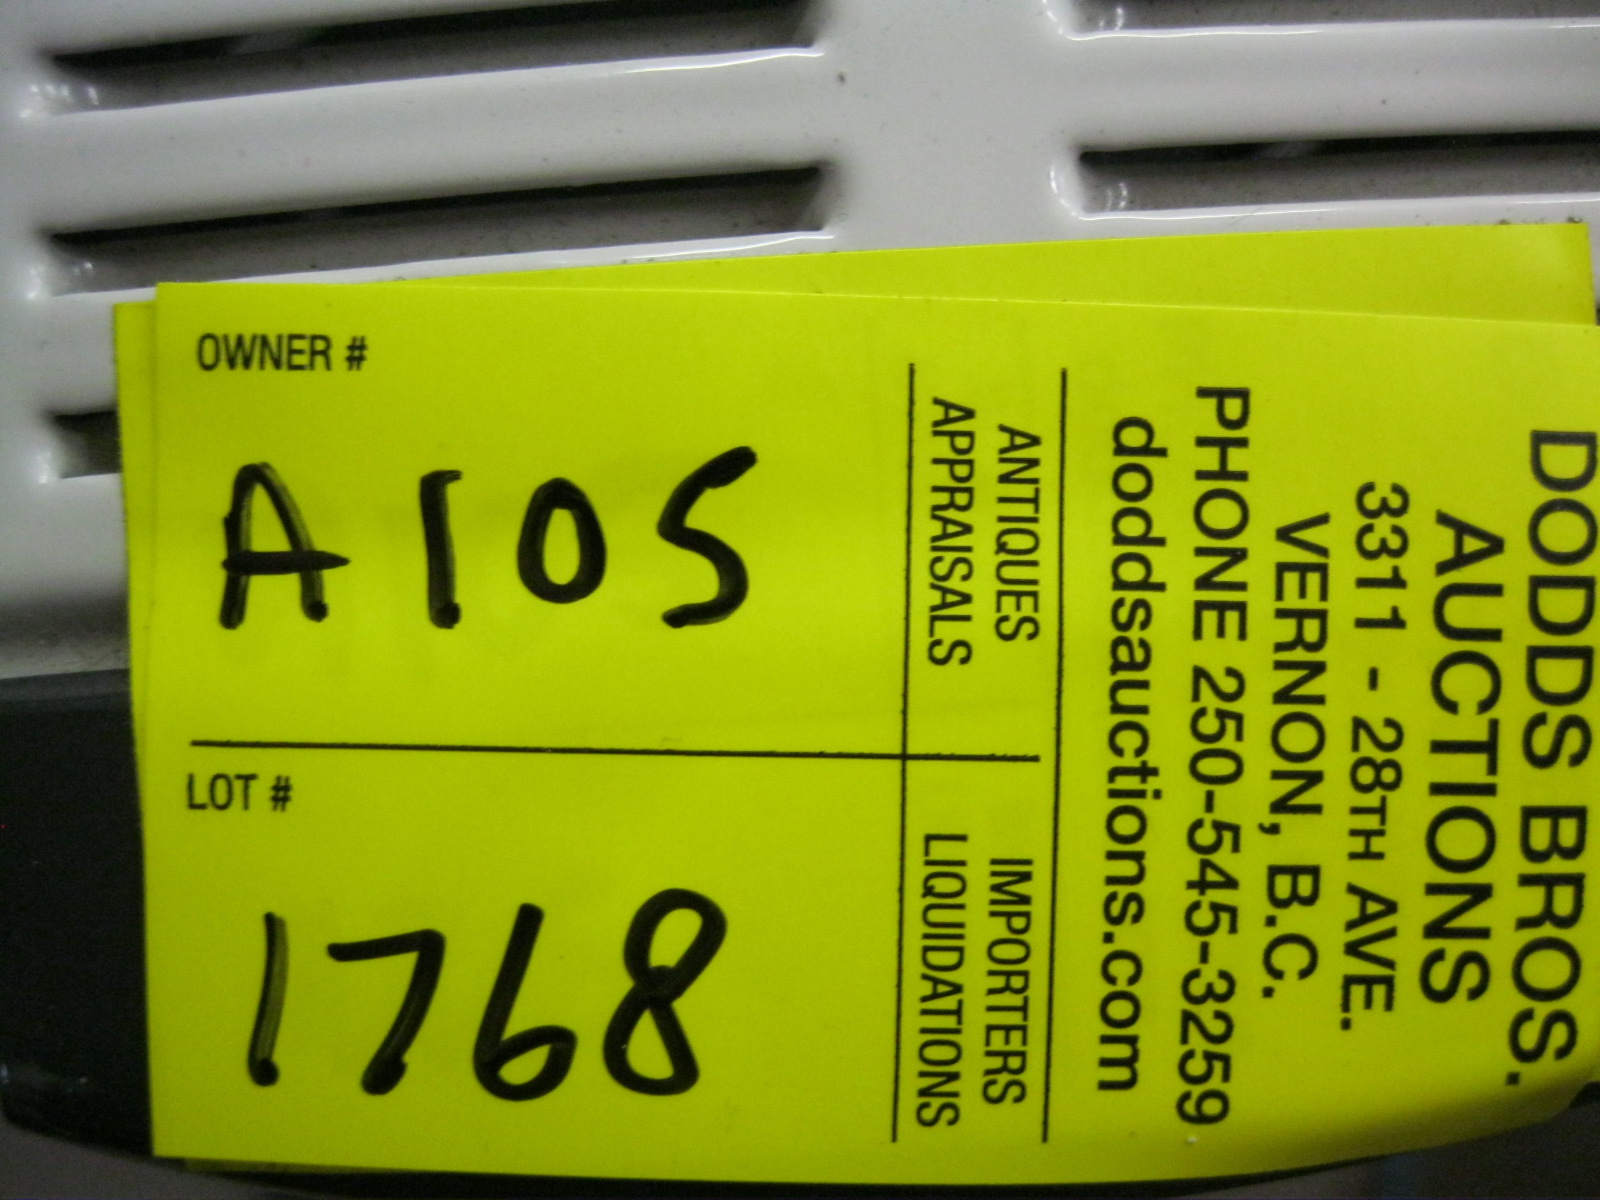 OWNER #
A105
LOT #
1768
DODDS BROS.
AUCTIONS
3311 - 28TH AVE.
VERNON, B.C.
PHONE 250-545-3259
doddsauctions.com
ANTIQUES
APPRAISALS
IMPORTERS
LIQUIDATIONS